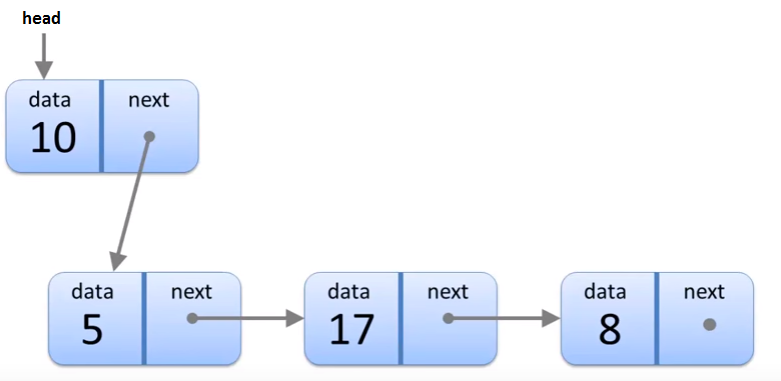 head
data next
10
data next data next data next
5 17 8